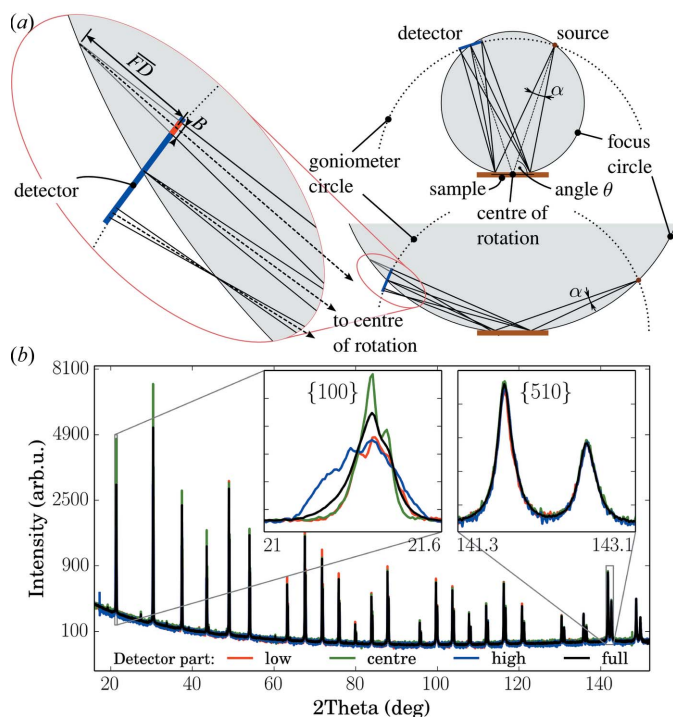 (a)
FD
B
detector
to centre
of rotation
detector
source
α
goniometer
circle
focus
circle
sample
angle θ
centre of
rotation
α
(b)
8100
4900
2500
900
100
Intensity (arb.u.)
{100}
21
21.6
{510}
141.3
143.1
Detector part: low centre high full
20 40 60 80 100 120 140
2Theta (deg)